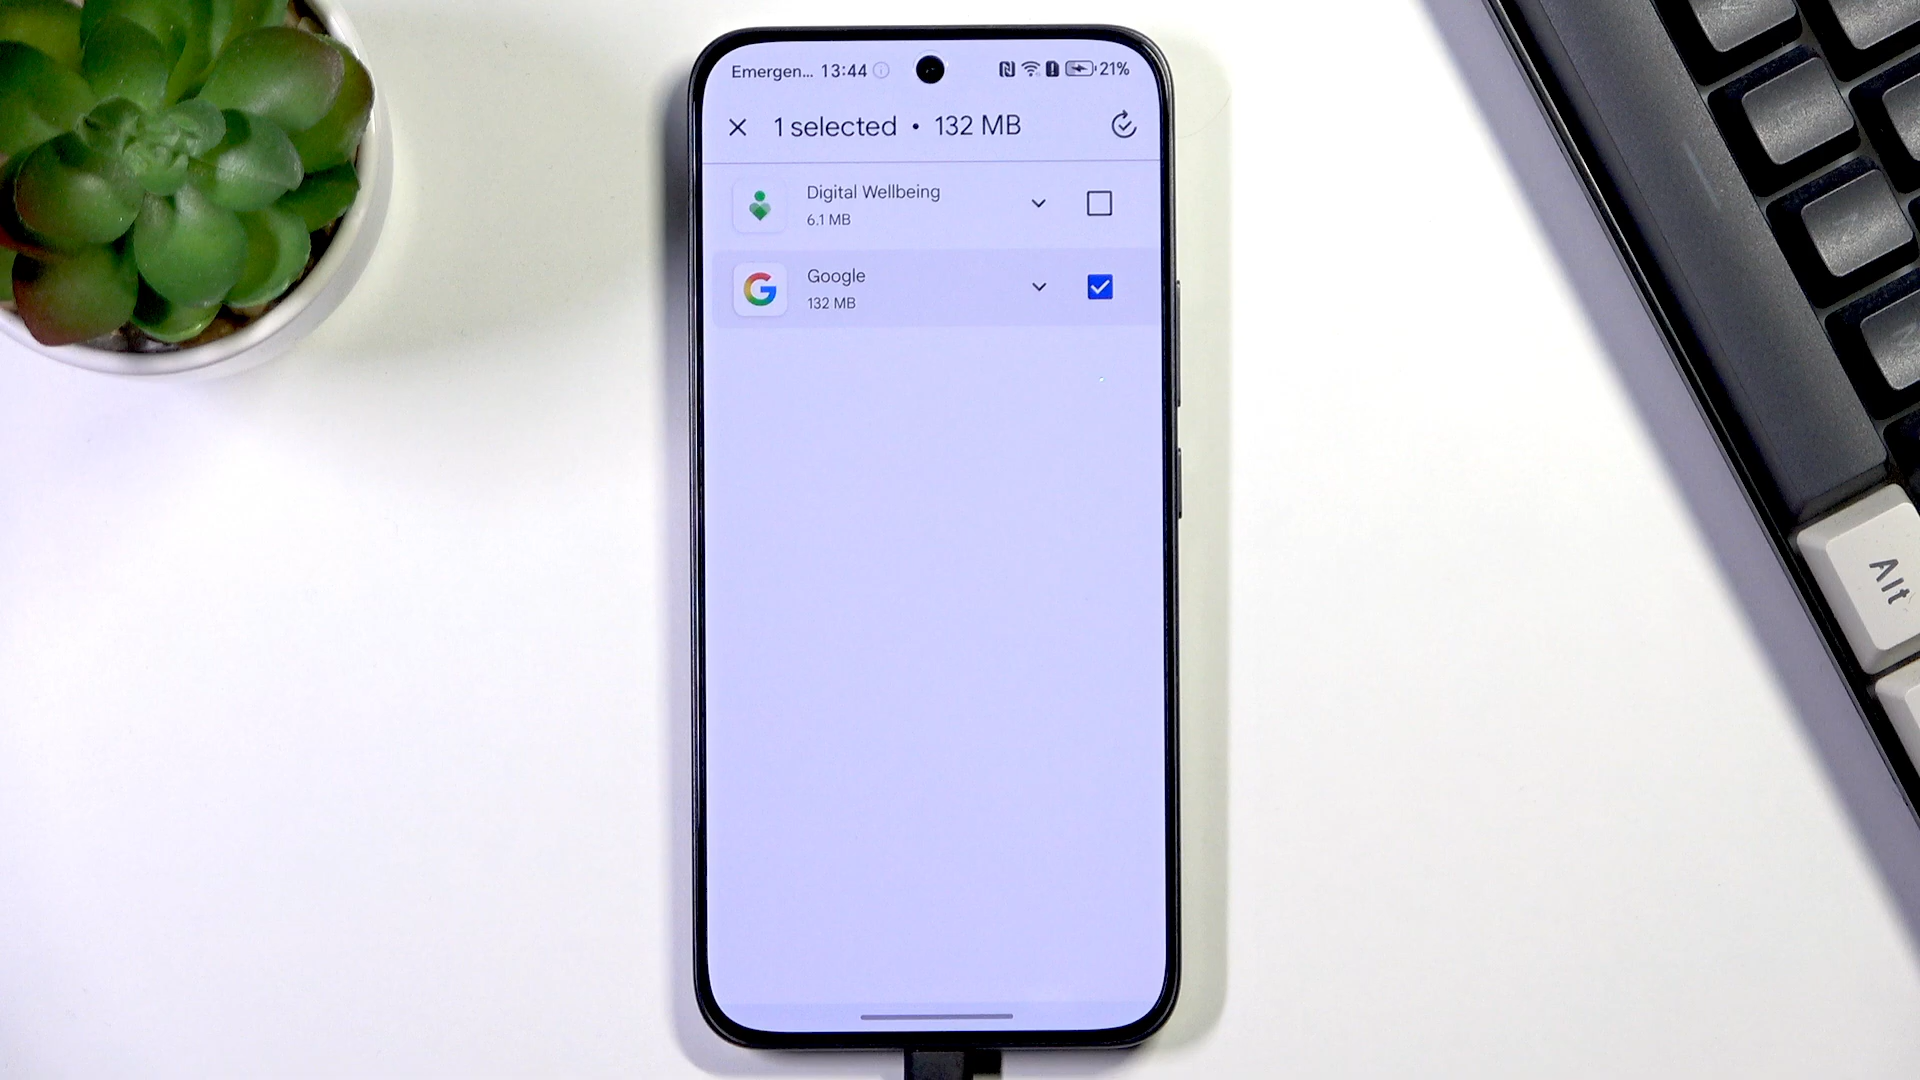 Emergen... 13:44 21%
1 selected • 132 MB
Digital Wellbeing
6.1 MB
Google
132 MB
Alt